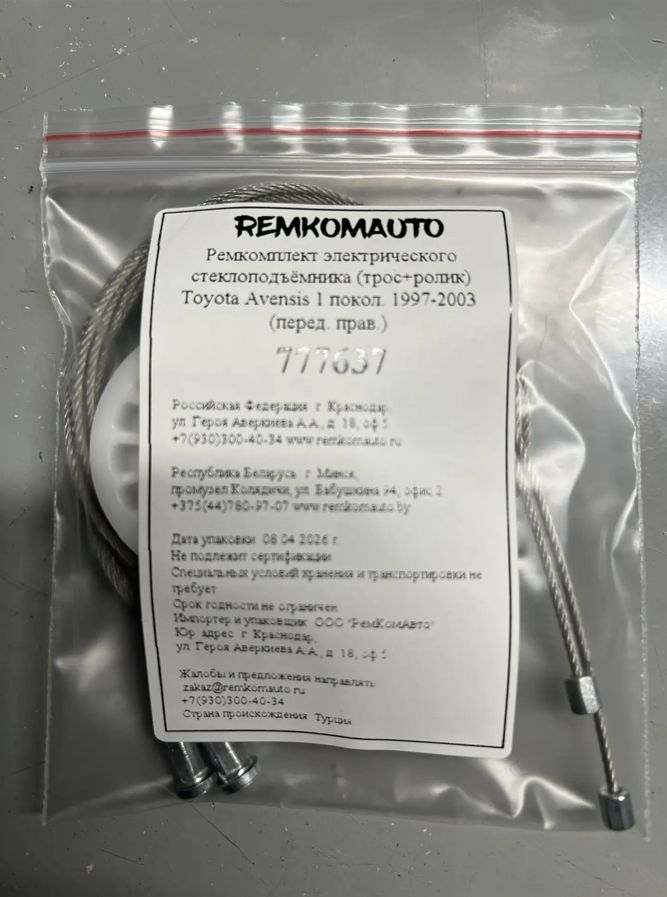 REMKOMAUTO
Ремкомплект электрического
стеклоподъёмника (трос+ролик)
Toyota Avensis 1 покол. 1997-2003
(перед. прав.)
777637
Российская Федерация г. Краснодар,
ул. Героя Аверкиева А.А., д. 18, оф 5.
+7(930)300-40-34 www.remkomauto.ru
Республика Беларусь г. Минск,
промузел Колядичи, ул. Бабушкина 94, офис 2
+375(44)780-97-07 www.remkomauto.by
Дата упаковки 08.04.2026 г.
Не подлежит сертификации
Специальных условий хранения и транспортировки не
требует.
Срок годности не ограничен
Импортер и упаковщик ООО "РемКомАвто"
Юр. адрес г. Краснодар,
ул. Героя Аверкиева А.А., д. 18, оф 5
Жалобы и предложения направлять
zakaz@remkomauto.ru
+7(930)300-40-34
Страна происхождения Турция